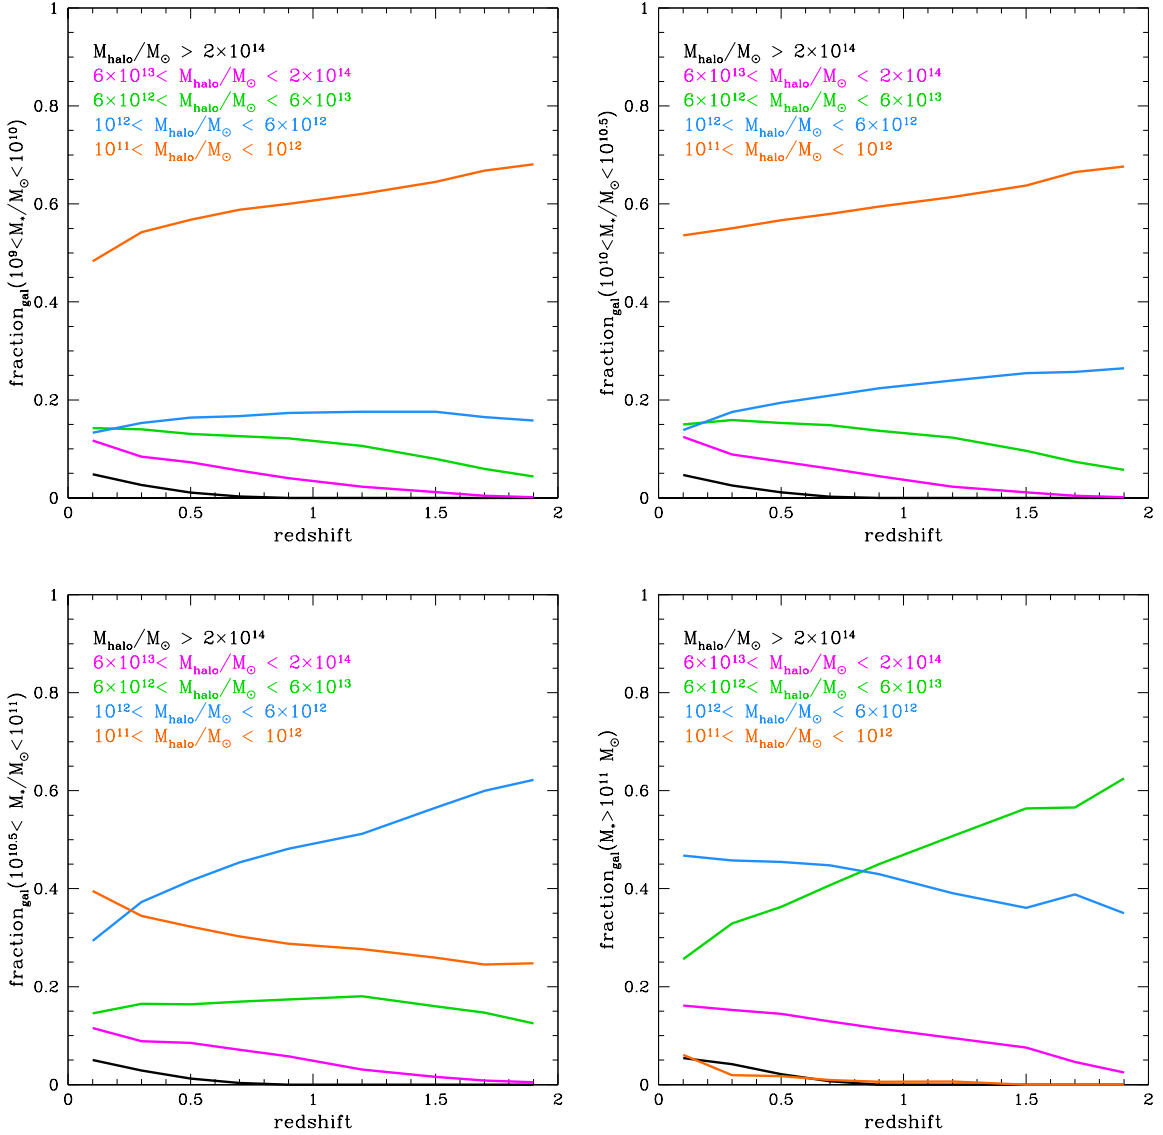 M_halo/M_⊙ > 2×10^14
6×10^13< M_halo/M_⊙ < 2×10^14
6×10^12< M_halo/M_⊙ < 6×10^13
10^12< M_halo/M_⊙ < 6×10^12
10^11< M_halo/M_⊙ < 10^12
fraction_gal(10^9<M_*/M_⊙<10^10)
1
0.8
0.6
0.4
0.2
0
0 0.5 1 1.5 2
redshift
M_halo/M_⊙ > 2×10^14
6×10^13< M_halo/M_⊙ < 2×10^14
6×10^12< M_halo/M_⊙ < 6×10^13
10^12< M_halo/M_⊙ < 6×10^12
10^11< M_halo/M_⊙ < 10^12
fraction_gal(10^10<M_*/M_⊙<10^10.5)
1
0.8
0.6
0.4
0.2
0
0 0.5 1 1.5 2
redshift
M_halo/M_⊙ > 2×10^14
6×10^13< M_halo/M_⊙ < 2×10^14
6×10^12< M_halo/M_⊙ < 6×10^13
10^12< M_halo/M_⊙ < 6×10^12
10^11< M_halo/M_⊙ < 10^12
fraction_gal(10^10.5< M_*/M_⊙<10^11)
1
0.8
0.6
0.4
0.2
0
0 0.5 1 1.5 2
redshift
M_halo/M_⊙ > 2×10^14
6×10^13< M_halo/M_⊙ < 2×10^14
6×10^12< M_halo/M_⊙ < 6×10^13
10^12< M_halo/M_⊙ < 6×10^12
10^11< M_halo/M_⊙ < 10^12
fraction_gal(M_*>10^11 M_⊙)
1
0.8
0.6
0.4
0.2
0
0 0.5 1 1.5 2
redshift